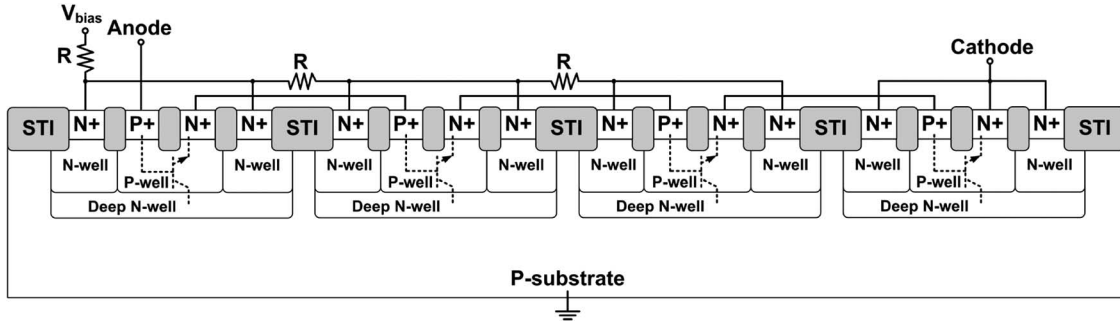 V_bias
Anode
R
R
R
Cathode
STI N+ P+ N+ N+ STI N+ P+ N+ N+ STI N+ P+ N+ N+ STI N+ P+ N+ N+ STI
N-well P-well N-well N-well P-well N-well N-well P-well N-well N-well P-well N-well
Deep N-well Deep N-well Deep N-well Deep N-well
P-substrate